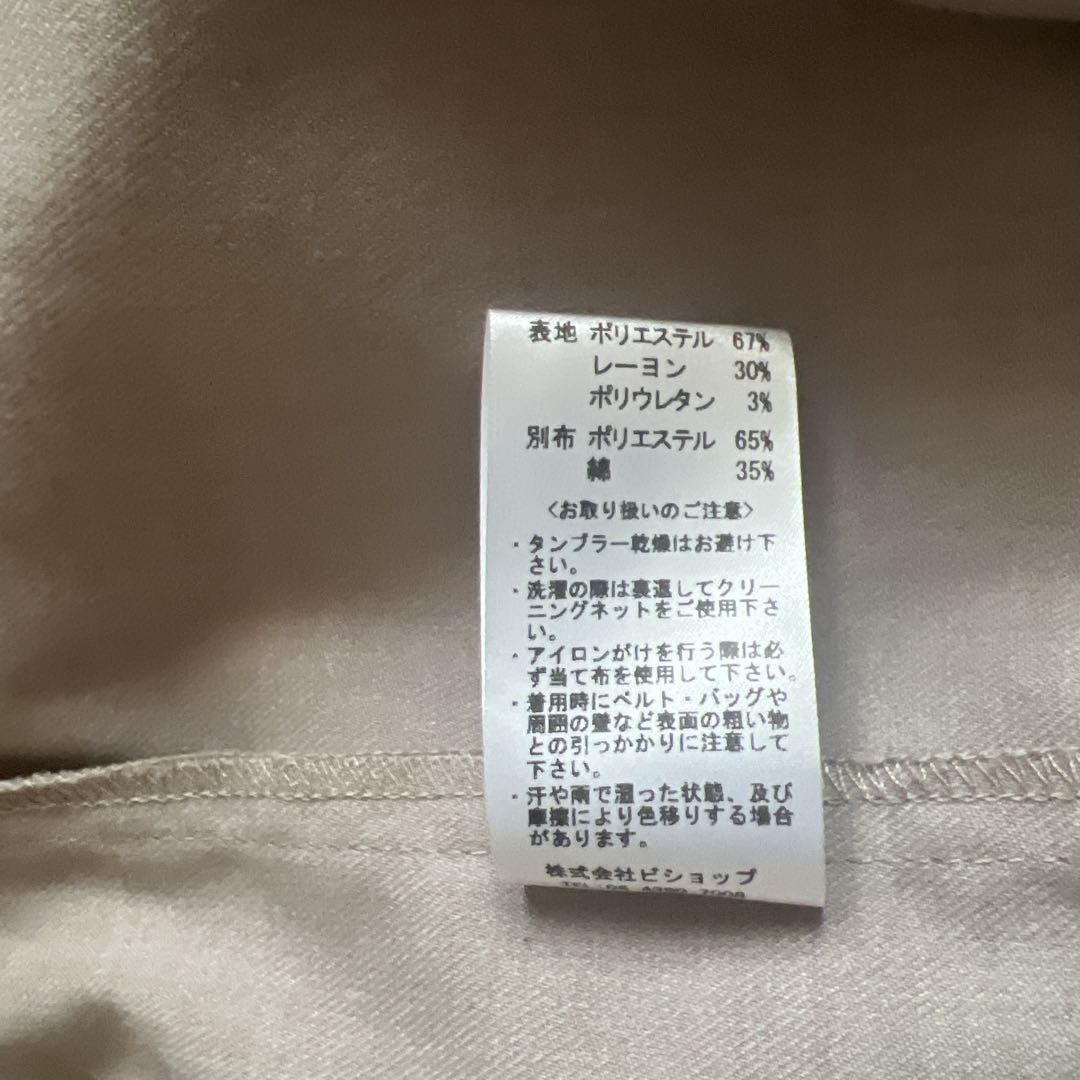 表地 ポリエステル 67%
レーヨン 30%
ポリウレタン 3%
別布 ポリエステル 65%
綿 35%
〈お取り扱いのご注意〉
・タンブラー乾燥はお避け下
さい。
・洗濯の際は裏返してクリー
ニングネットをご使用下さ
い。
・アイロンがけを行う際は必
ず当て布を使用して下さい。
・着用時にベルト・バッグや
周囲の壁など表面の粗い物
との引っかかりに注意して
下さい。
・汗や雨で湿った状態、及び
摩擦により色移りする場合
があります。
株式会社ビショップ
TEL: